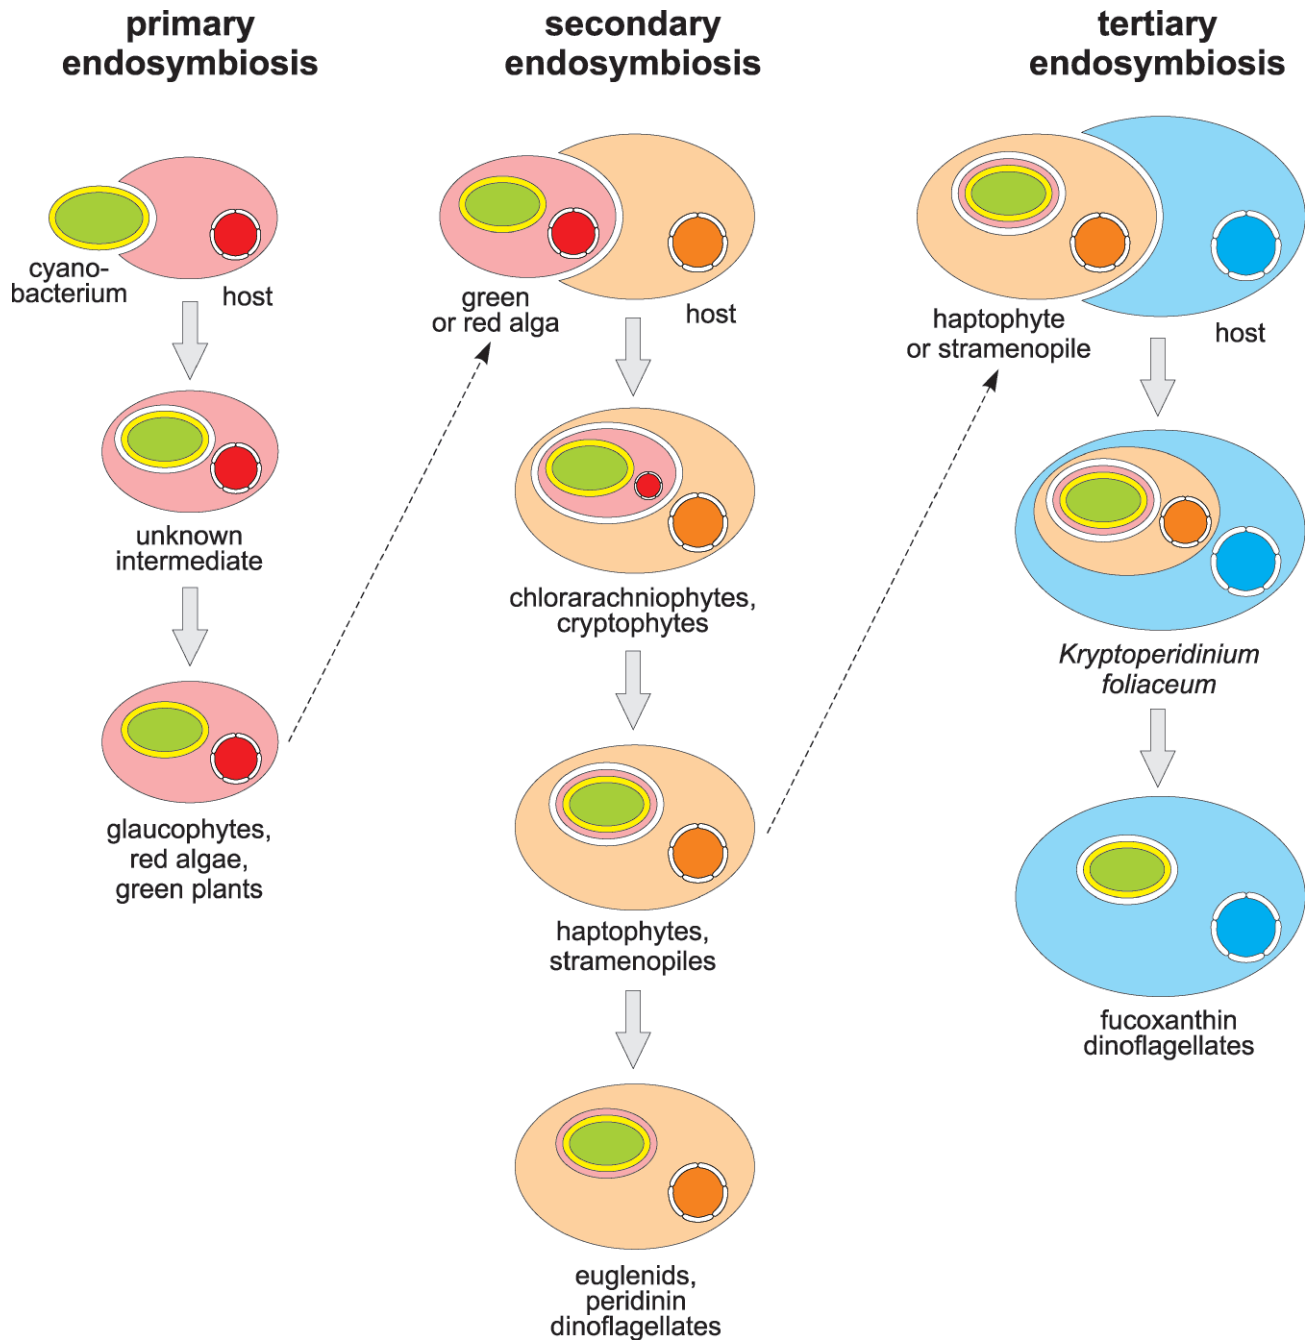 primary
endosymbiosis
cyano-
bacterium
host
unknown
intermediate
glaucophytes,
red algae,
green plants
secondary
endosymbiosis
green
or red alga
host
chlorarachniophytes,
cryptophytes
haptophytes,
stramenopiles
euglenids,
peridinin
dinoflagellates
tertiary
endosymbiosis
haptophyte
or stramenopile
host
Kryptoperidinium
foliaceum
fucoxanthin
dinoflagellates